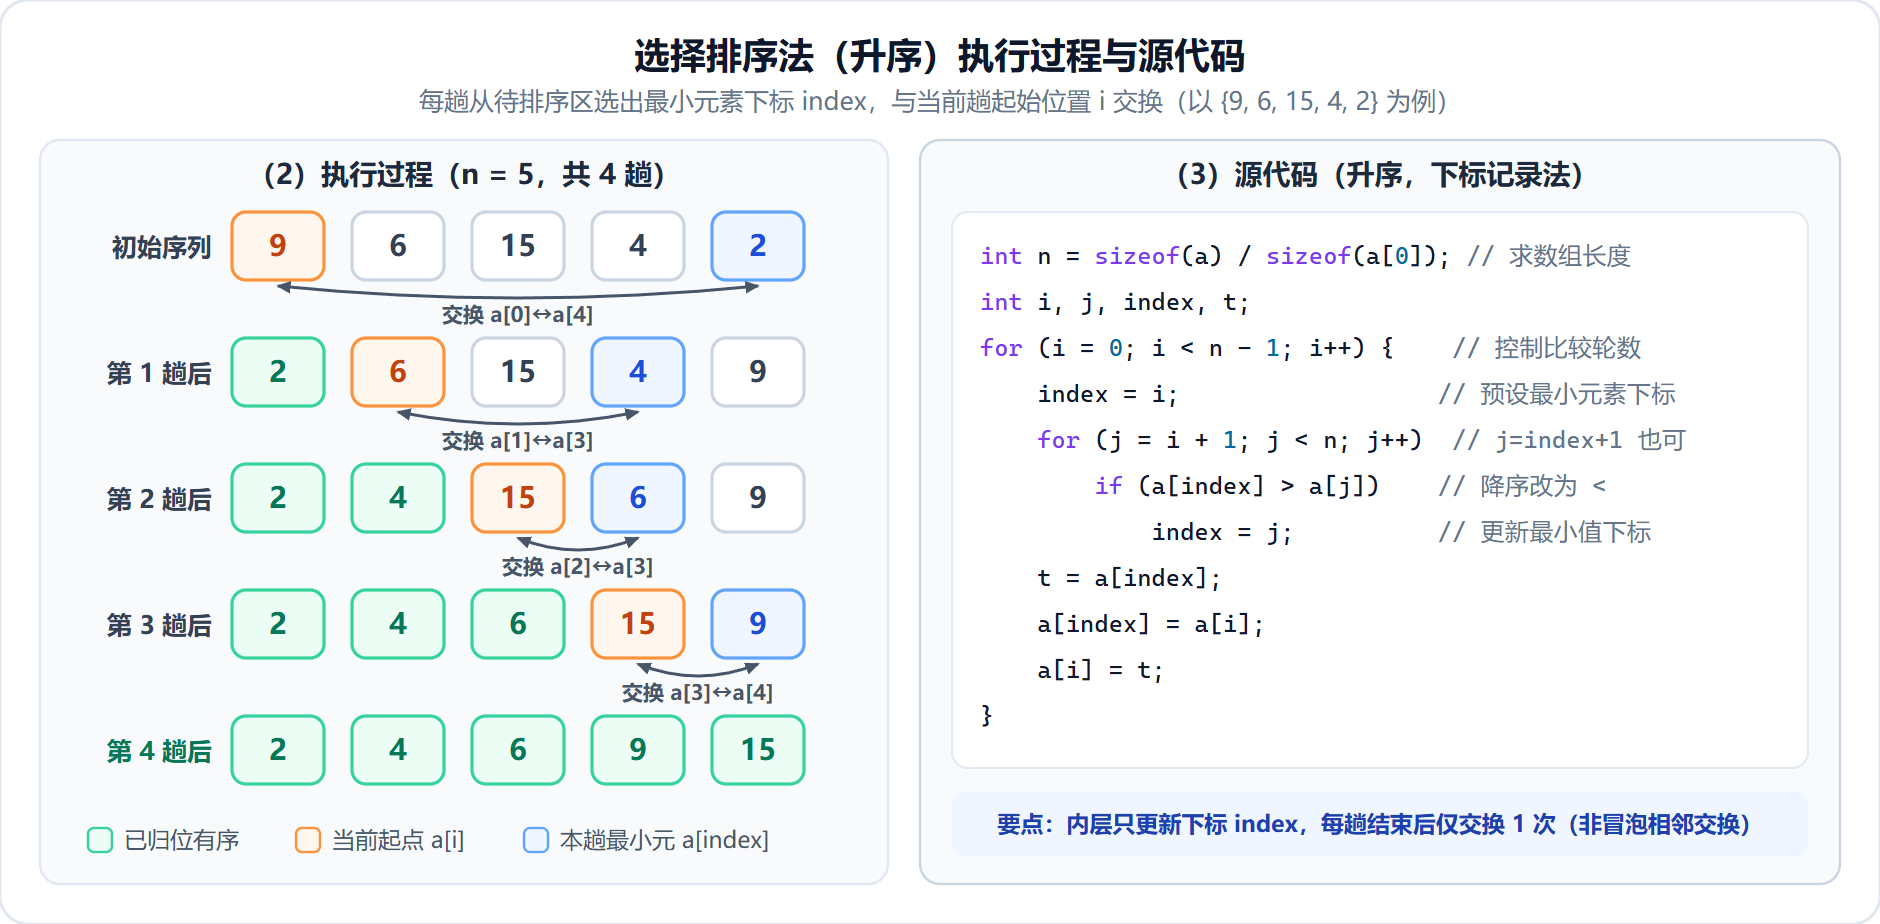 选择排序法（升序）执行过程与源代码
每趟从待排序区选出最小元素下标 index，与当前趟起始位置 i 交换（以 {9, 6, 15, 4, 2} 为例）
（2）执行过程（n = 5，共 4 趟）
初始序列 9 6 15 4 2
交换 a[0]↔a[4]
第 1 趟后 2 6 15 4 9
交换 a[1]↔a[3]
第 2 趟后 2 4 15 6 9
交换 a[2]↔a[3]
第 3 趟后 2 4 6 15 9
交换 a[3]↔a[4]
第 4 趟后 2 4 6 9 15
已归位有序 当前起点 a[i] 本趟最小元 a[index]
（3）源代码（升序，下标记录法）
int n = sizeof(a) / sizeof(a[0]); // 求数组长度
int i, j, index, t;
for (i = 0; i < n - 1; i++) {    // 控制比较轮数
    index = i;                  // 预设最小元素下标
    for (j = i + 1; j < n; j++)  // j=index+1 也可
        if (a[index] > a[j])    // 降序改为 <
            index = j;          // 更新最小值下标
    t = a[index];
    a[index] = a[i];
    a[i] = t;
}
要点：内层只更新下标 index，每趟结束后仅交换 1 次（非冒泡相邻交换）